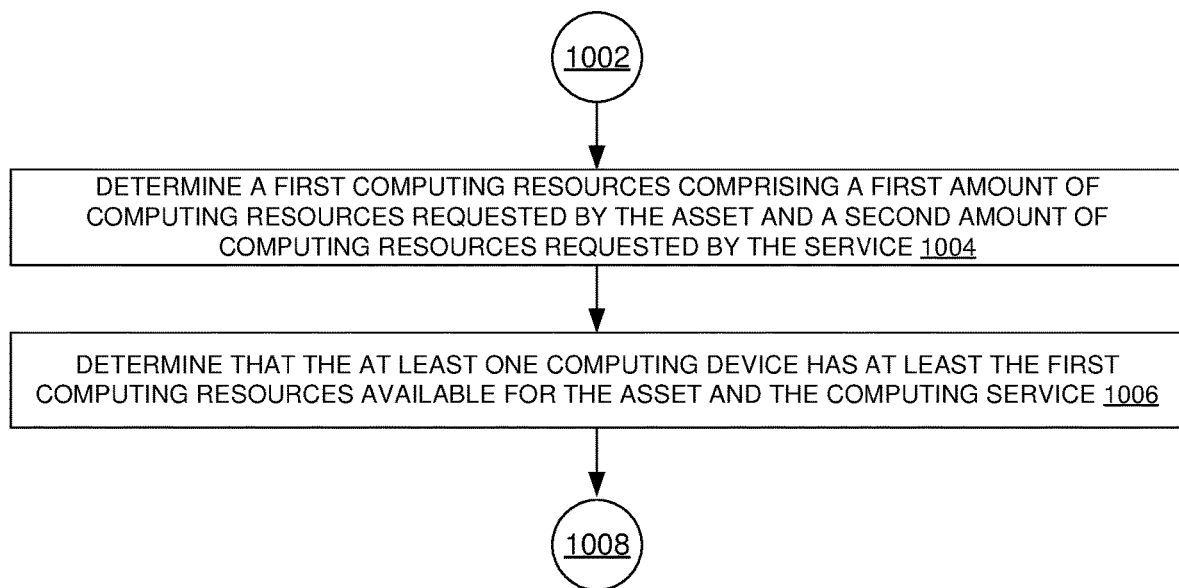 1002
DETERMINE A FIRST COMPUTING RESOURCES COMPRISING A FIRST AMOUNT OF
COMPUTING RESOURCES REQUESTED BY THE ASSET AND A SECOND AMOUNT OF
COMPUTING RESOURCES REQUESTED BY THE SERVICE 1004
DETERMINE THAT THE AT LEAST ONE COMPUTING DEVICE HAS AT LEAST THE FIRST
COMPUTING RESOURCES AVAILABLE FOR THE ASSET AND THE COMPUTING SERVICE 1006
1008